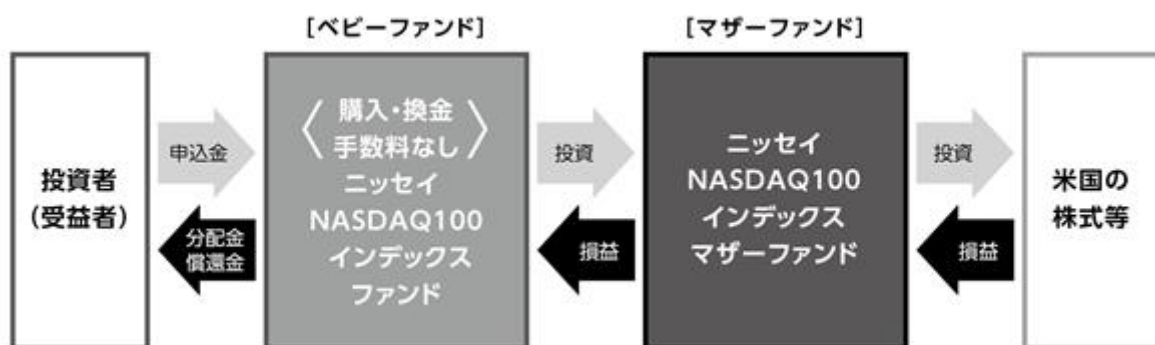 ［ベビーファンド］
［マザーファンド］
投資者
（受益者）
申込金
分配金
償還金
〈購入・換金
手数料なし〉
ニッセイ
NASDAQ100
インデックス
ファンド
投資
損益
ニッセイ
NASDAQ100
インデックス
マザーファンド
投資
損益
米国の
株式等